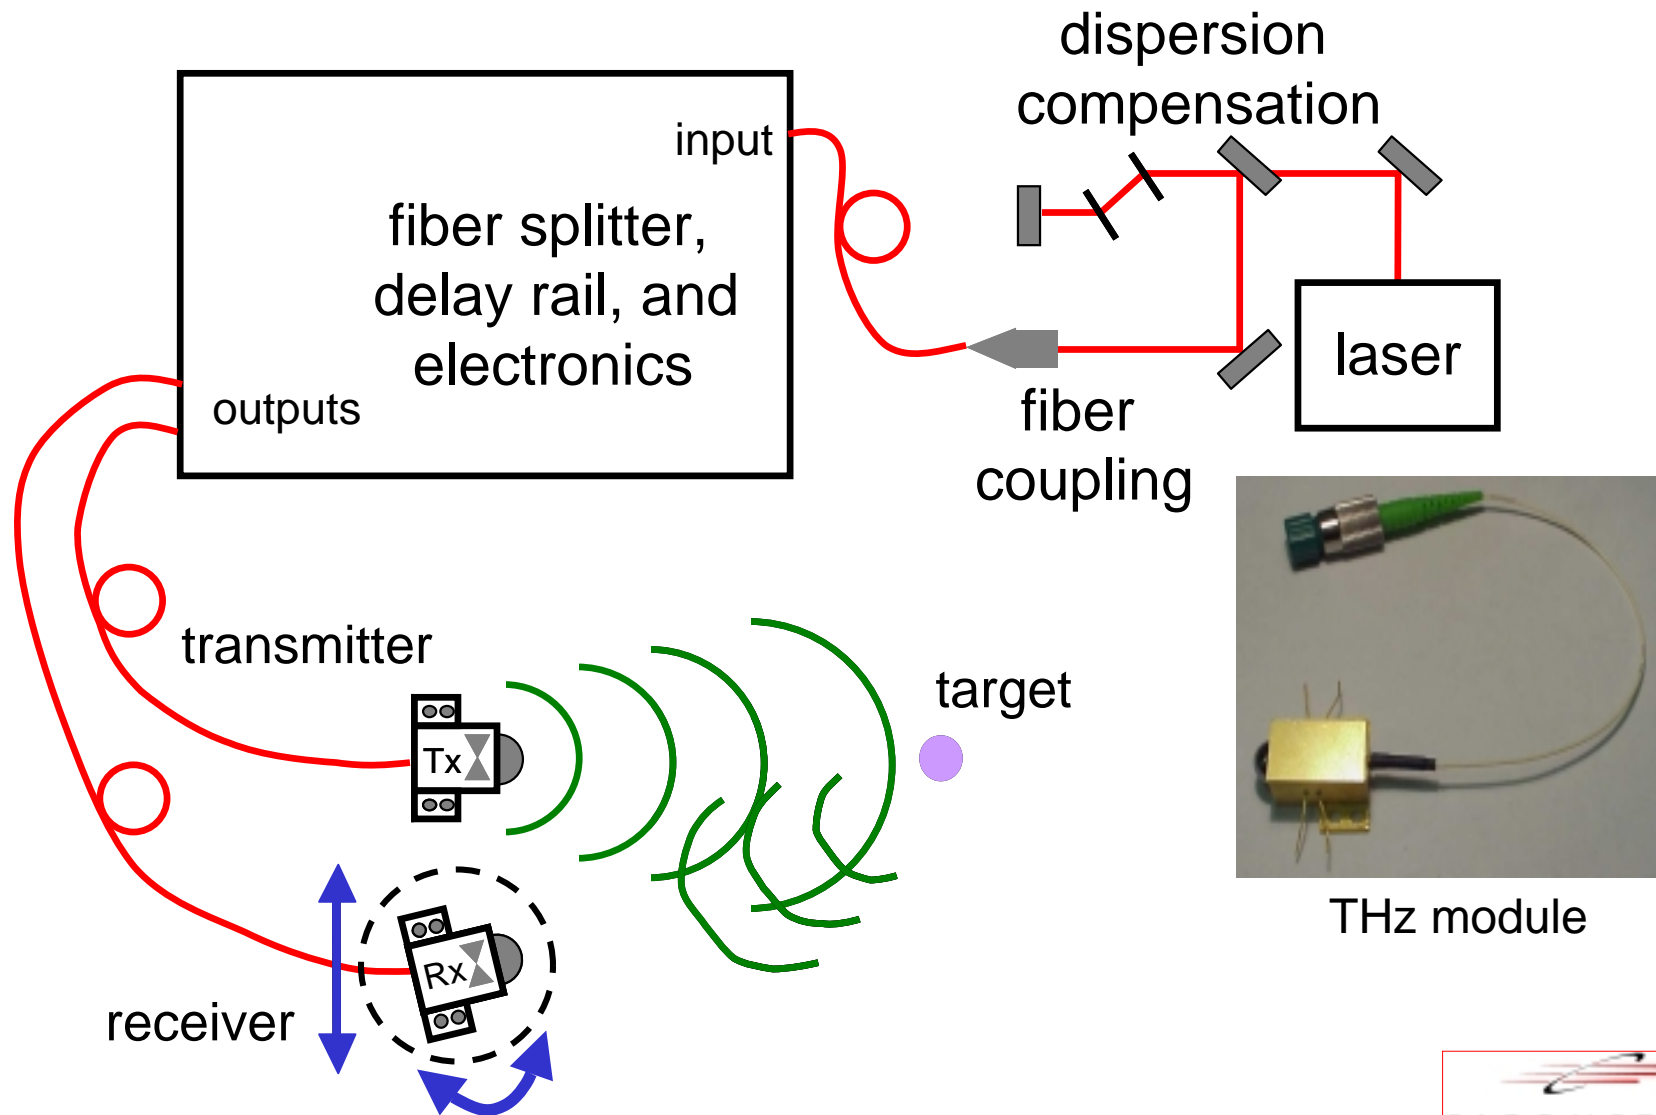 dispersion
compensation
input
fiber splitter,
delay rail, and
electronics
outputs
laser
fiber
coupling
transmitter
target
Tx
THz module
Rx
receiver